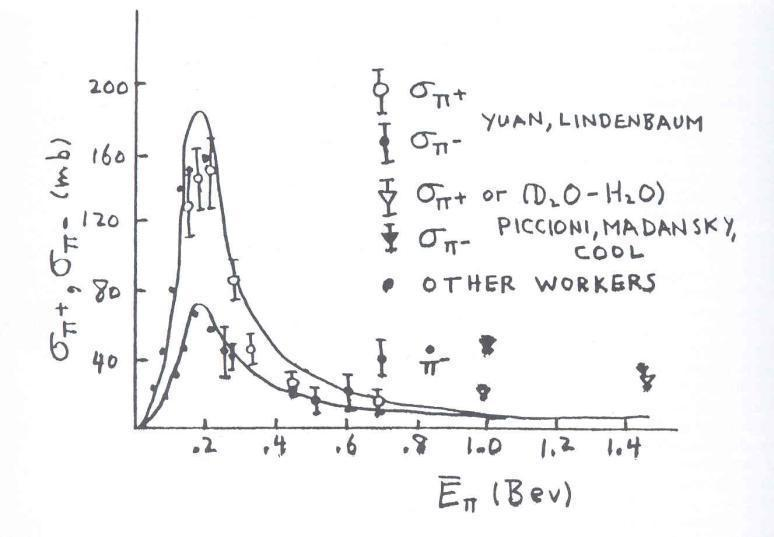 200
160
120
80
40
σπ+, σπ- (mb)
σπ+
YUAN, LINDENBAUM
σπ-
σπ+ or (D₂O-H₂O)
PICCIONI, MADANSKY,
COOL
σπ-
OTHER WORKERS
π-
.2 .4 .6 .8 1.0 1.2 1.4
E̅π (Bev)